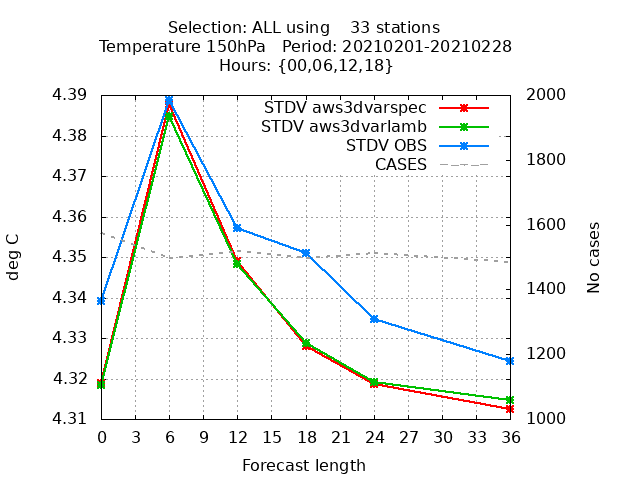 Selection: ALL using    33 stations
Temperature 150hPa   Period: 20210201-20210228
Hours: {00,06,12,18}
4.39
4.38
4.37
4.36
4.35
4.34
4.33
4.32
4.31
deg C
STDV aws3dvarspec
STDV aws3dvarlamb
STDV OBS
CASES
2000
1800
1600
1400
1200
1000
No cases
0 3 6 9 12 15 18 21 24 27 30 33 36
Forecast length